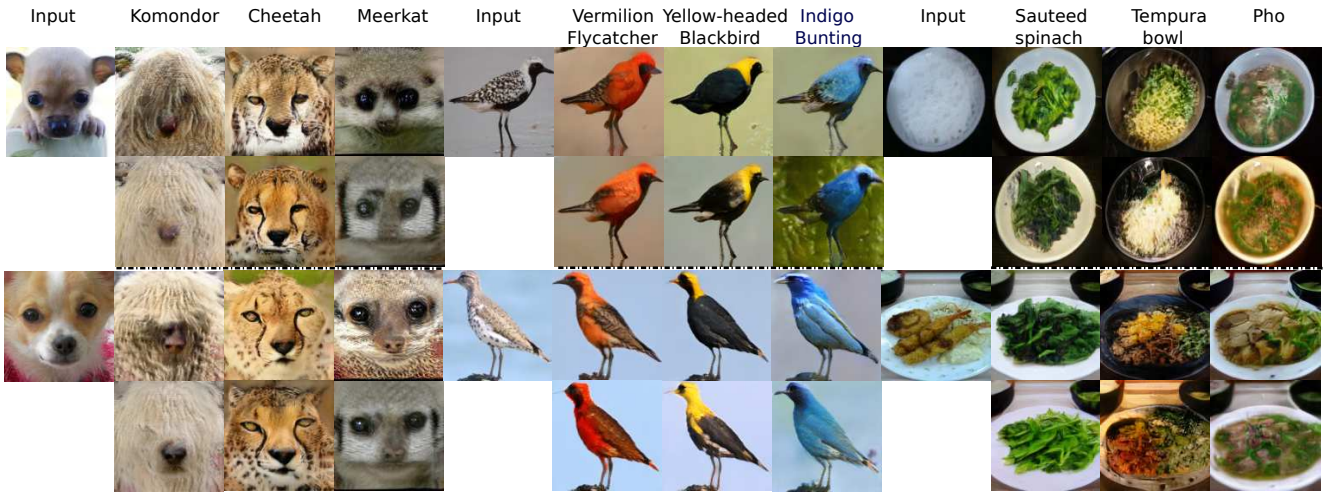 Input Komondor Cheetah Meerkat Input Vermilion Yellow-headed Indigo Input Sauteed Tempura Pho
Flycatcher Blackbird Bunting spinach bowl